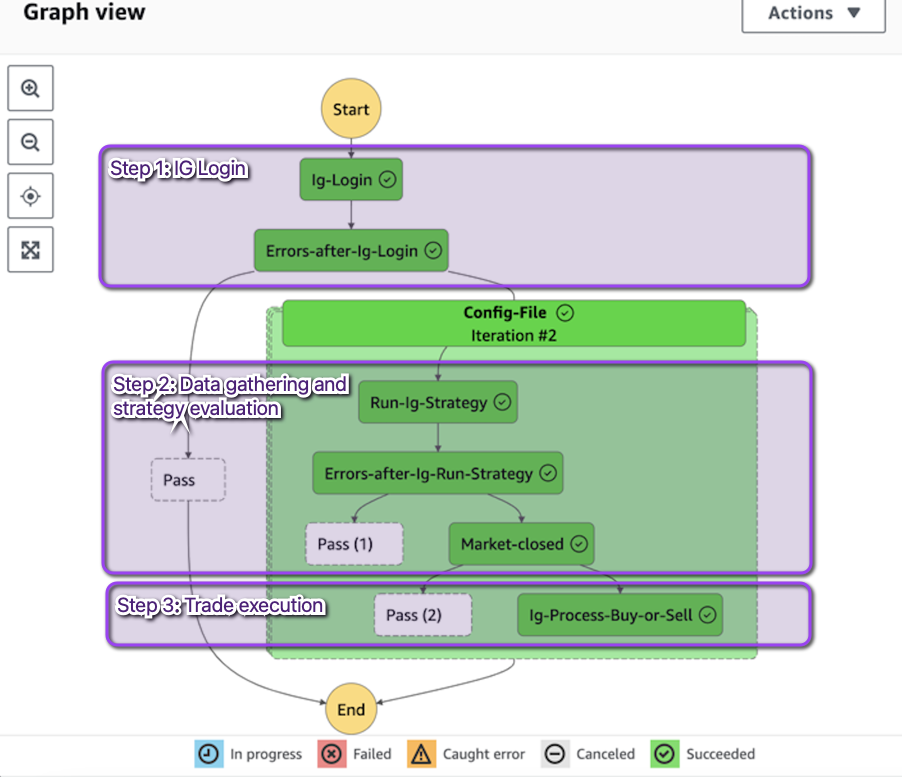 Graph view
Actions
Start
Step 1: IG Login
Ig-Login
Errors-after-Ig-Login
Config-File
Iteration #2
Step 2: Data gathering and
strategy evaluation
Run-Ig-Strategy
Errors-after-Ig-Run-Strategy
Pass
Pass (1)
Market-closed
Step 3: Trade execution
Pass (2)
Ig-Process-Buy-or-Sell
End
In progress
Failed
Caught error
Canceled
Succeeded